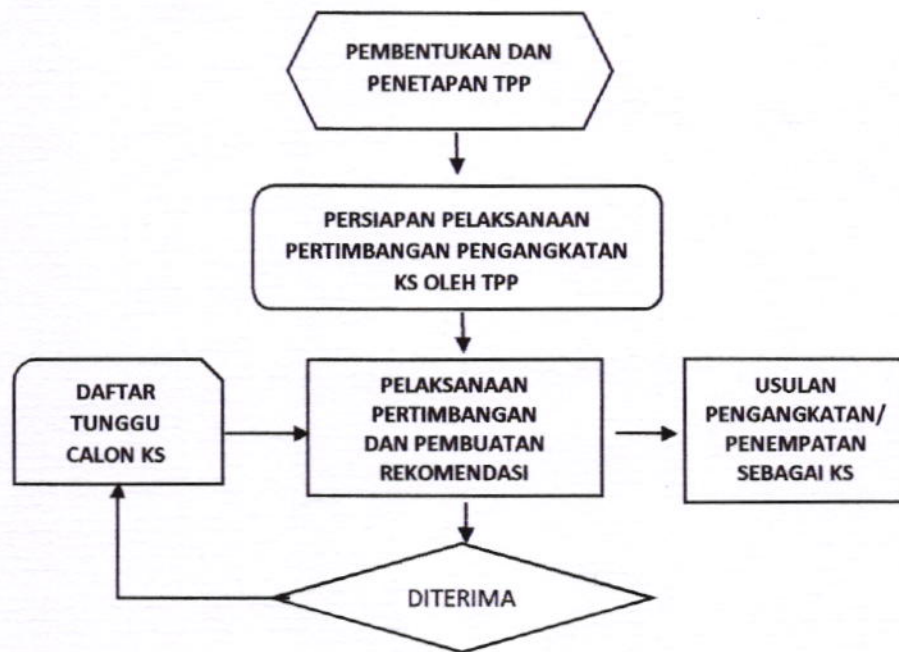 PEMBENTUKAN DAN
PENETAPAN TPP
PERSIAPAN PELAKSANAAN
PERTIMBANGAN PENGANGKATAN
KS OLEH TPP
DAFTAR
TUNGGU
CALON KS
PELAKSANAAN
PERTIMBANGAN
DAN PEMBUATAN
REKOMENDASI
USULAN
PENGANGKATAN/
PENEMPATAN
SEBAGAI KS
DITERIMA